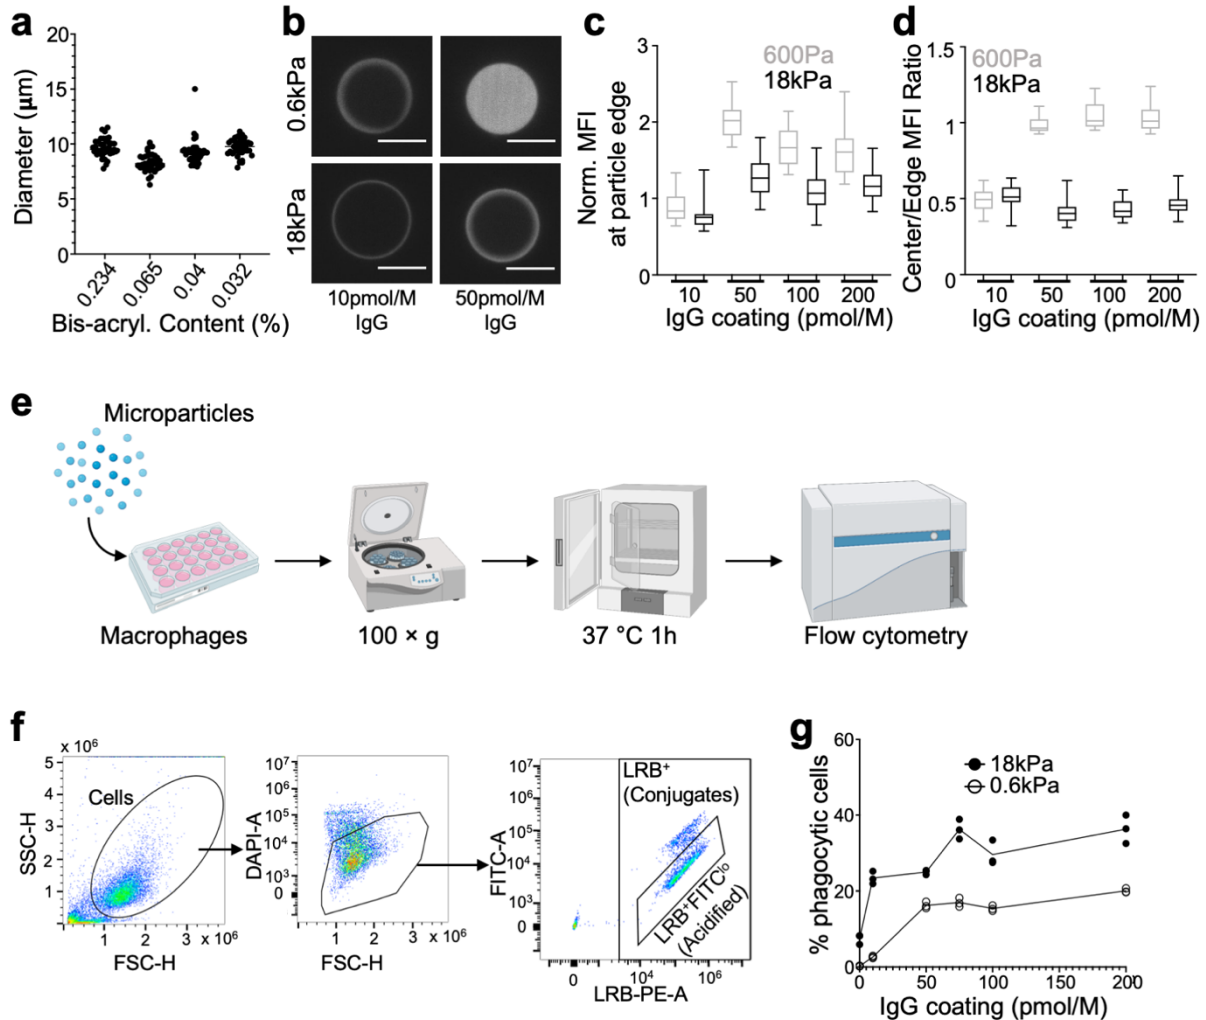 a
Diameter (µm)
20
15
10
5
0
0.234
0.065
0.04
0.032
Bis-acryl. Content (%)
b
0.6kPa
18kPa
10pmol/M
IgG
50pmol/M
IgG
c
Norm. MFI
at particle edge
3
2
1
0
600Pa
18kPa
10
50
100
200
IgG coating (pmol/M)
d
Center/Edge MFI Ratio
1.5
1
0.5
0
600Pa
18kPa
10
50
100
200
IgG coating (pmol/M)
e
Microparticles
Macrophages
100 × g
37 °C 1h
Flow cytometry
f
SSC-H
x 10⁶
5
4
3
2
1
Cells
1 2 3 x 10⁶
FSC-H
DAPI-A
10⁷
10⁶
10⁵
10⁴
10³
0
1 2 3 x 10⁶
FSC-H
FITC-A
10⁷
10⁶
10⁵
10⁴
10³
0
LRB⁺
(Conjugates)
LRB⁺FITCˡᵒ
(Acidified)
0 10⁴ 10⁶
LRB-PE-A
g
% phagocytic cells
60
40
20
0
18kPa
0.6kPa
0 50 100 150 200
IgG coating (pmol/M)